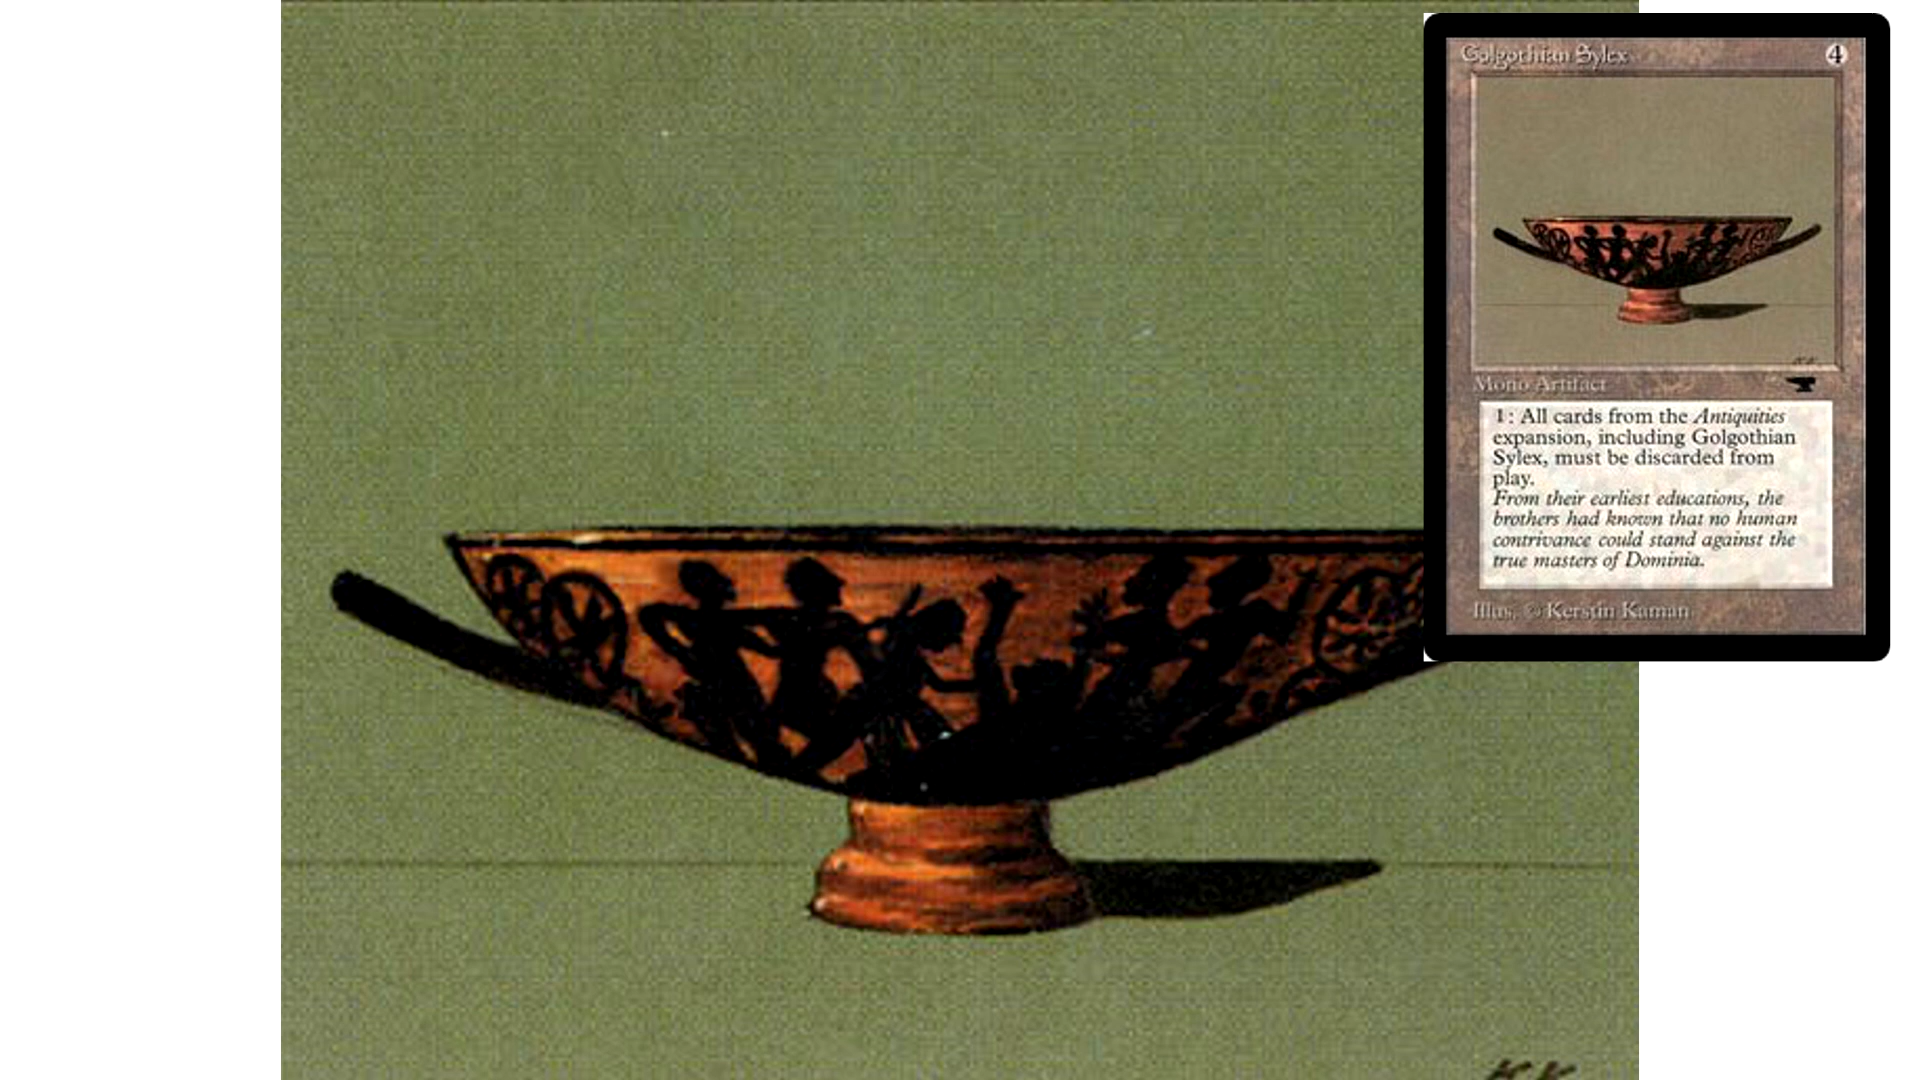 Golgothian Sylex 4
Mono Artifact
1: All cards from the Antiquities
expansion, including Golgothian
Sylex, must be discarded from
play.
From their earliest educations, the
brothers had known that no human
contrivance could stand against the
true masters of Dominia.
Illus. © Kerstin Kaman
K.K.